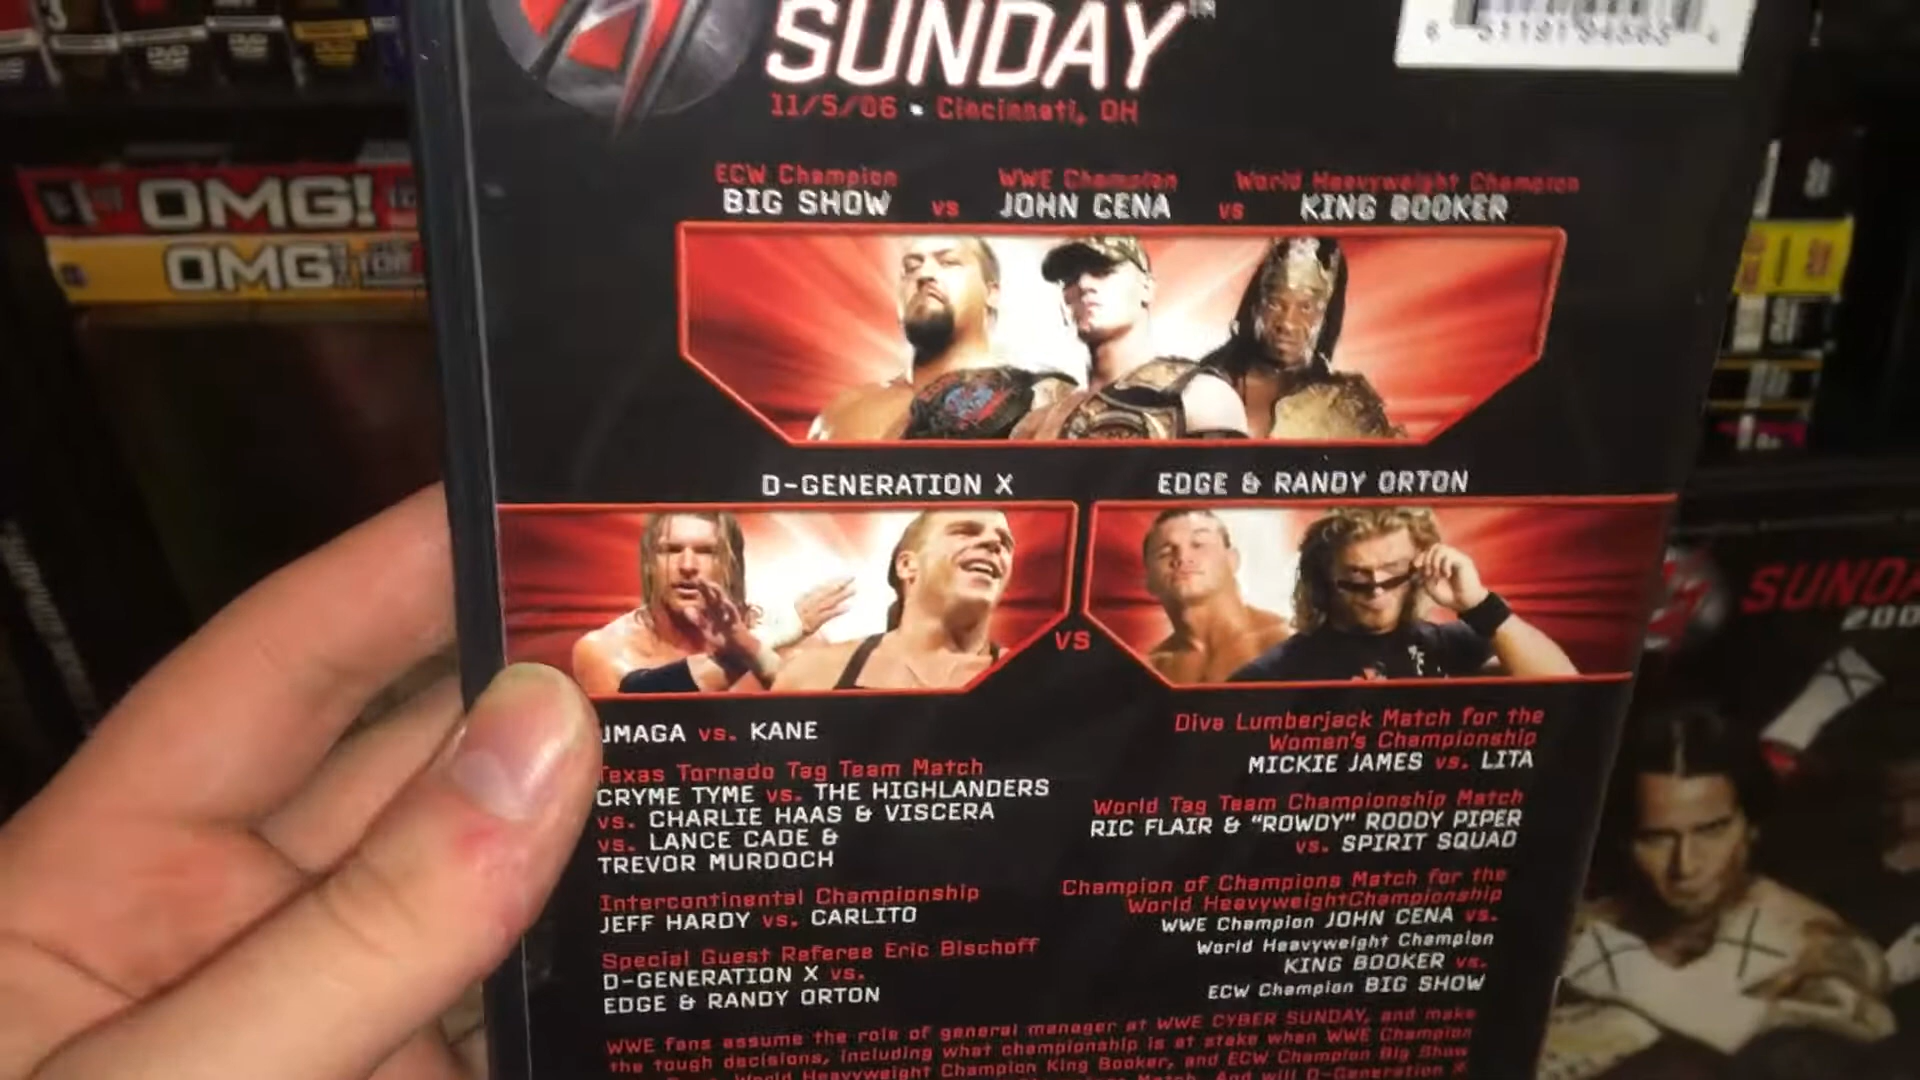 SUNDAY
11/5/06 • Cincinnati, OH
ECW Champion
BIG SHOW
vs
WWE Champion
JOHN CENA
vs
World Heavyweight Champion
KING BOOKER
D-GENERATION X
VS
EDGE & RANDY ORTON
UMAGA vs. KANE
Texas Tornado Tag Team Match
CRYME TYME vs. THE HIGHLANDERS
vs. CHARLIE HAAS & VISCERA
vs. LANCE CADE &
TREVOR MURDOCH
Intercontinental Championship
JEFF HARDY vs. CARLITO
Special Guest Referee Eric Bischoff
D-GENERATION X vs.
EDGE & RANDY ORTON
Diva Lumberjack Match for the
Women's Championship
MICKIE JAMES vs. LITA
World Tag Team Championship Match
RIC FLAIR & "ROWDY" RODDY PIPER
vs. SPIRIT SQUAD
Champion of Champions Match for the
World HeavyweightChampionship
WWE Champion JOHN CENA vs.
World Heavyweight Champion
KING BOOKER vs.
ECW Champion BIG SHOW
WWE fans assume the role of general manager at WWE CYBER SUNDAY, and make
the tough decisions, including what championship is at stake when WWE Champion
World Heavyweight Champion King Booker, and ECW Champion Big Show
Match. And will D-Generation X
OMG!
OMG!